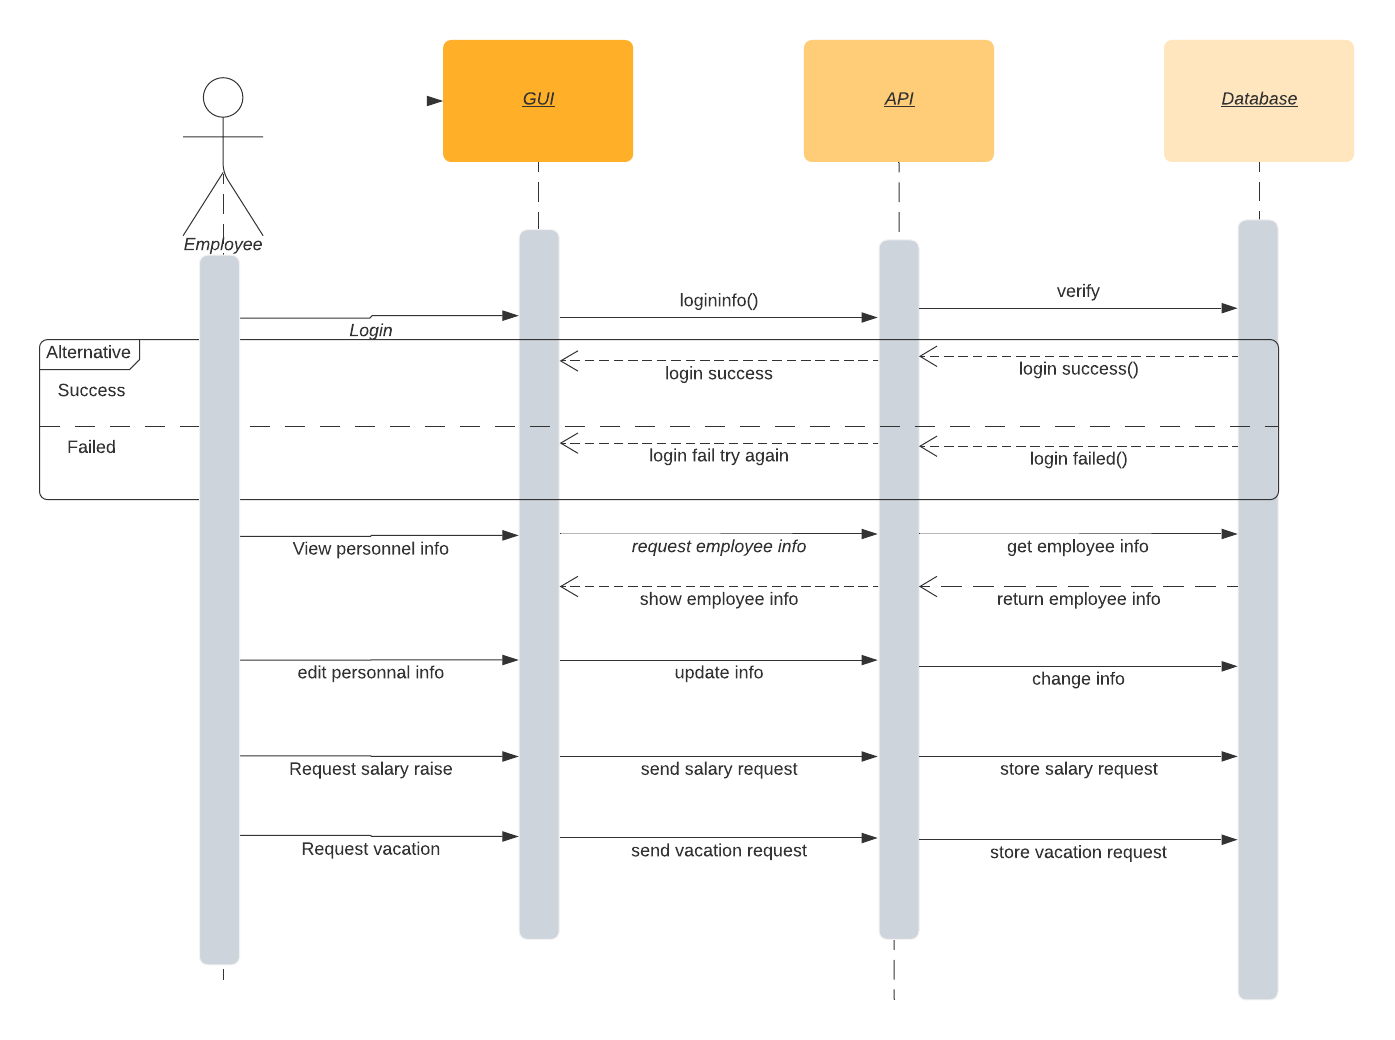 GUI
API
Database
Employee
verify
logininfo()
Login
Alternative
login success()
login success
Success
Failed
login fail try again
login failed()
View personnel info
request employee info
get employee info
show employee info
return employee info
edit personnal info
update info
change info
Request salary raise
send salary request
store salary request
Request vacation
send vacation request
store vacation request